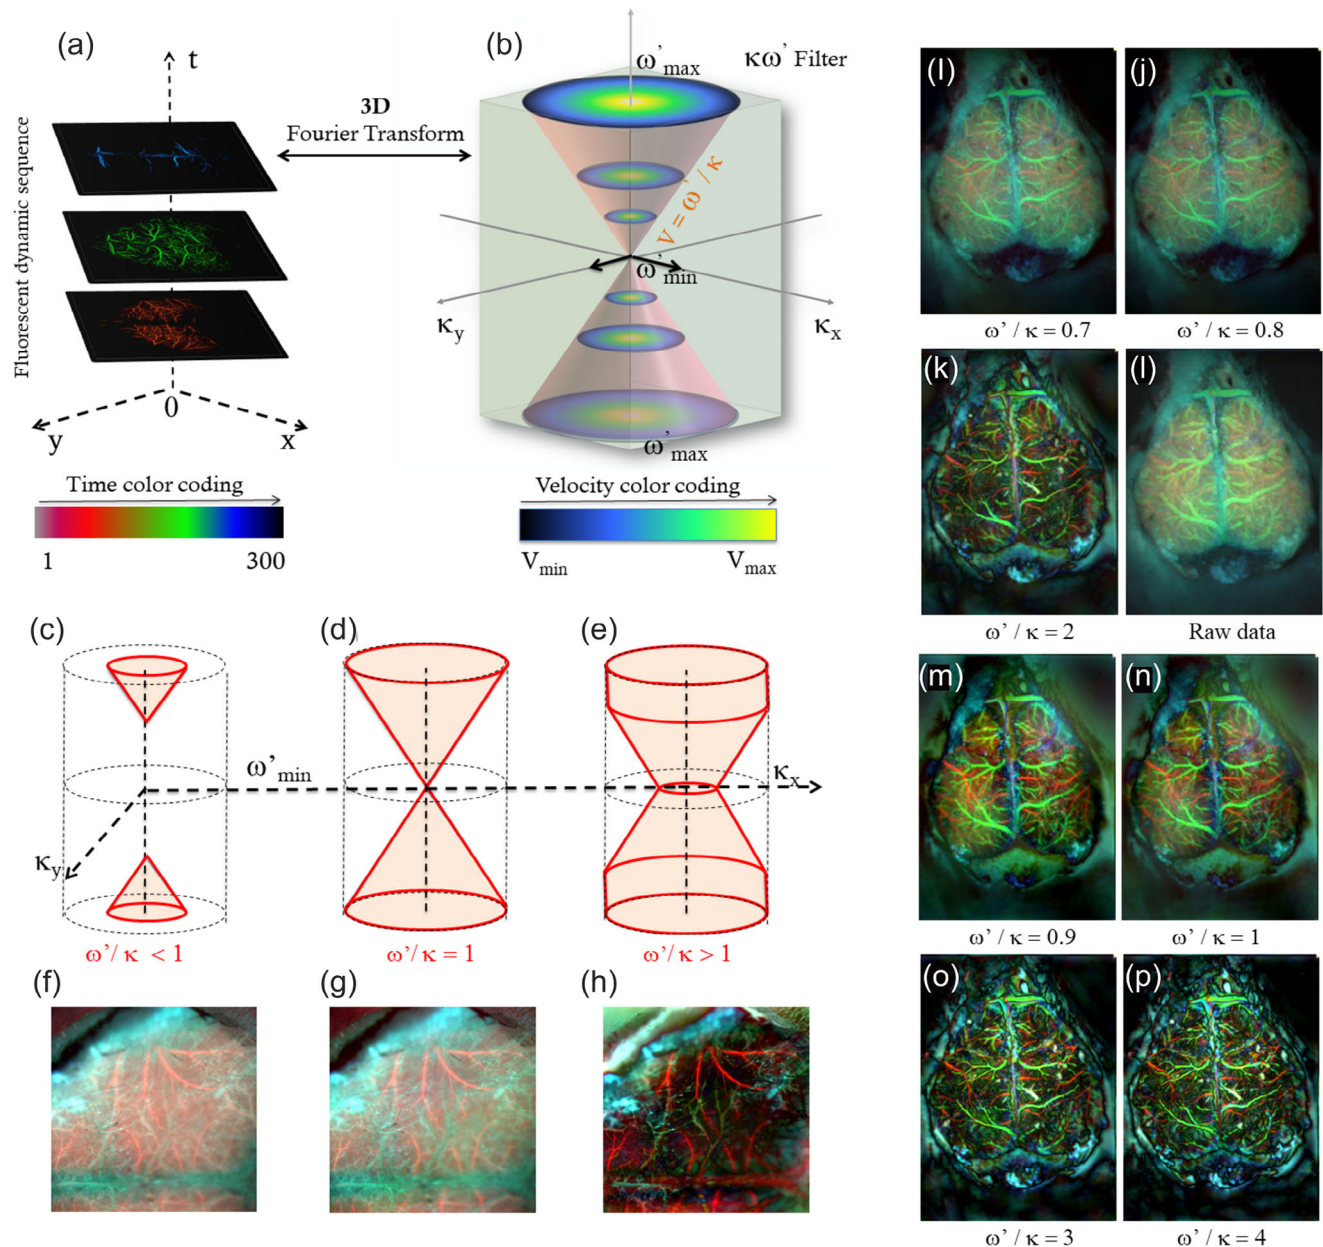 (a)
t
Fluorescent dynamic sequence
0
y
x
Time color coding
1
300
3D
Fourier Transform
(b)
ω'max
κω' Filter
V = ω' / κ
ω'min
κy
κx
ω'max
Velocity color coding
Vmin
Vmax
(c)
(d)
(e)
ω'min
κx
κy
ω'/ κ < 1
ω'/ κ = 1
ω'/ κ > 1
(f)
(g)
(h)
(l)
(j)
ω' / κ = 0.7
ω' / κ = 0.8
(k)
(l)
ω' / κ = 2
Raw data
(m)
(n)
ω' / κ = 0.9
ω' / κ = 1
(o)
(p)
ω' / κ = 3
ω' / κ = 4